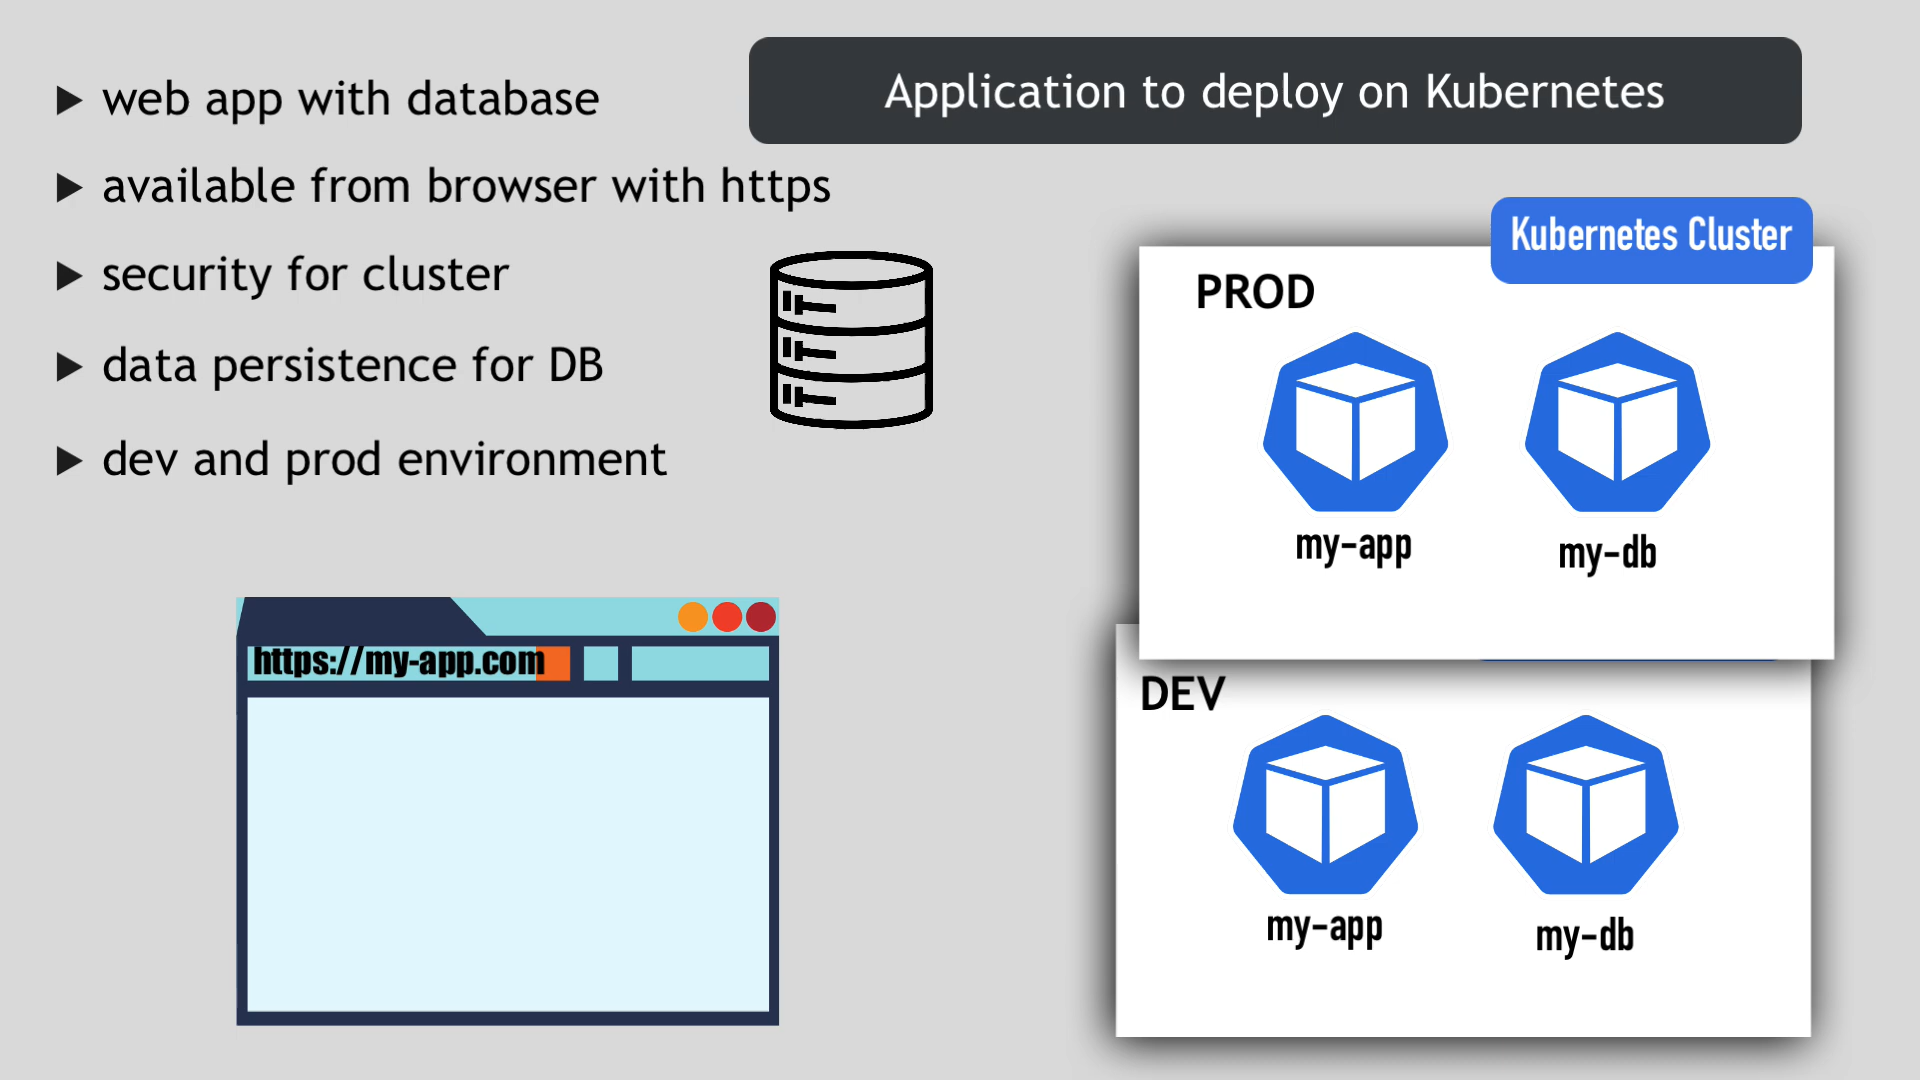 Application to deploy on Kubernetes
web app with database
available from browser with https
security for cluster
data persistence for DB
dev and prod environment
https://my-app.com
Kubernetes Cluster
PROD
my-app
my-db
DEV
my-app
my-db